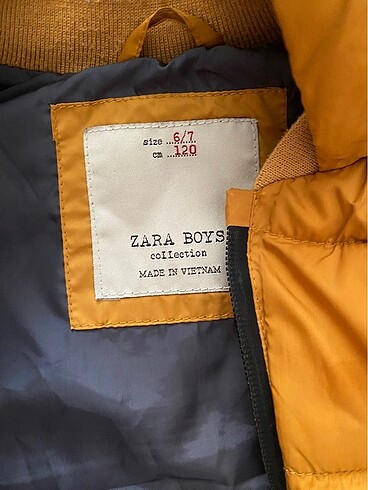 size 6/7
cm 120
ZARA BOYS
collection
MADE IN VIETNAM